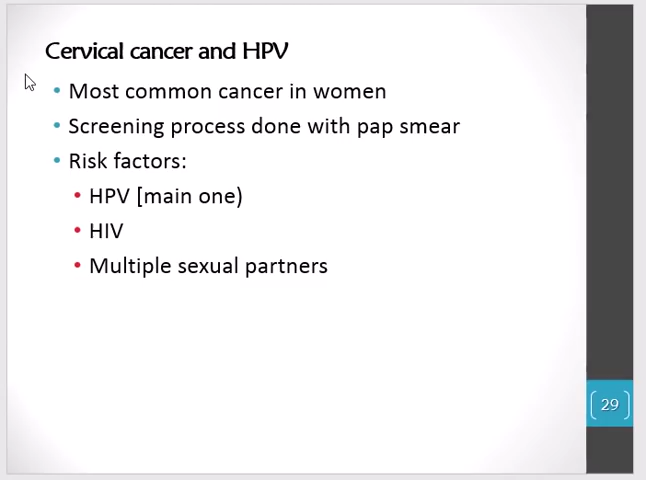 Cervical cancer and HPV
• Most common cancer in women
• Screening process done with pap smear
• Risk factors:
• HPV [main one)
• HIV
• Multiple sexual partners
[ 29 ]